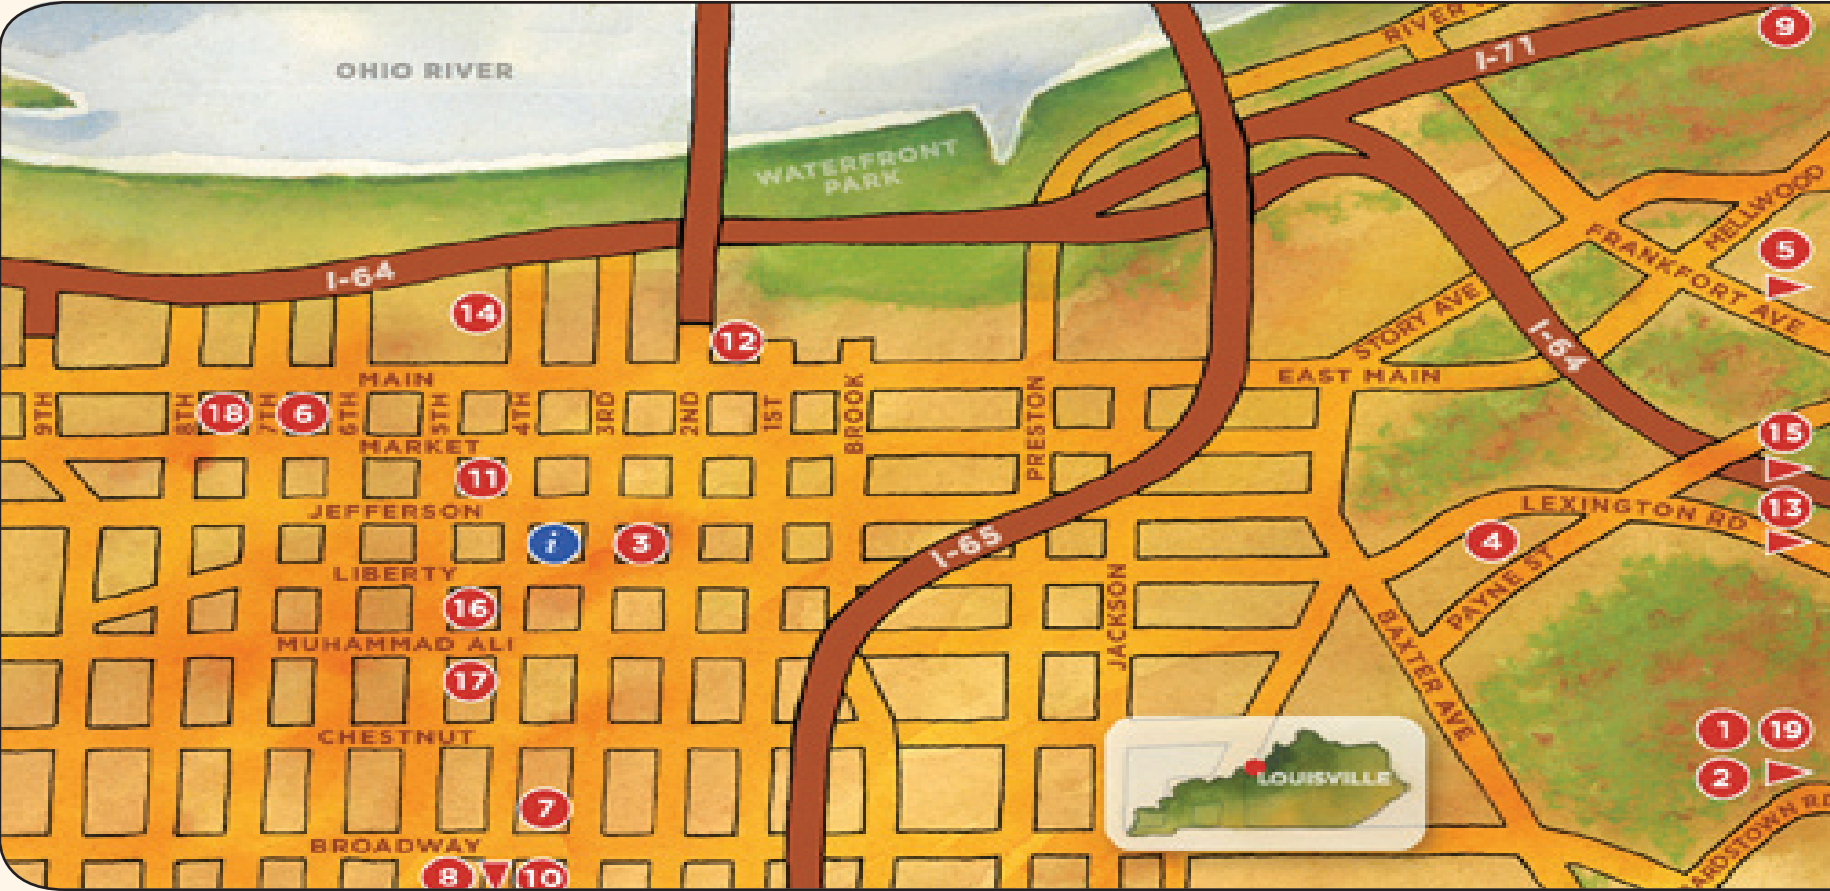 RIVER
9
I-71
OHIO RIVER
WATERFRONT
PARK
MELLWOOD
FRANKFORT AVE
5
I-64
STORY AVE
14
12
I-64
MAIN
EAST MAIN
9TH
8TH
18
7TH
6
6TH
5TH
4TH
3RD
2ND
1ST
BROOK
PRESTON
15
MARKET
11
JEFFERSON
LEXINGTON RD
13
i
3
I-65
4
PAYNE ST
LIBERTY
16
JACKSON
BAXTER AVE
MUHAMMAD ALI
17
CHESTNUT
1
19
LOUISVILLE
2
7
BROADWAY
ARDSTOWN RD
8
10